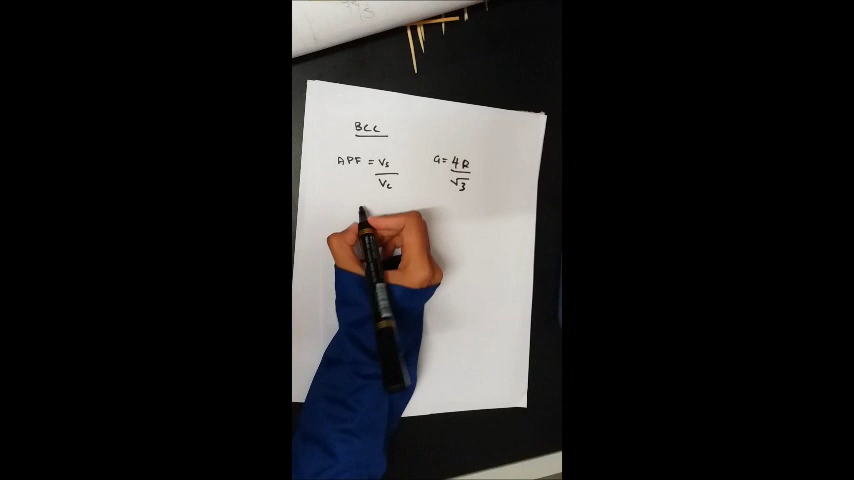 BCC
APF = Vs / Vc
a = 4R / √3